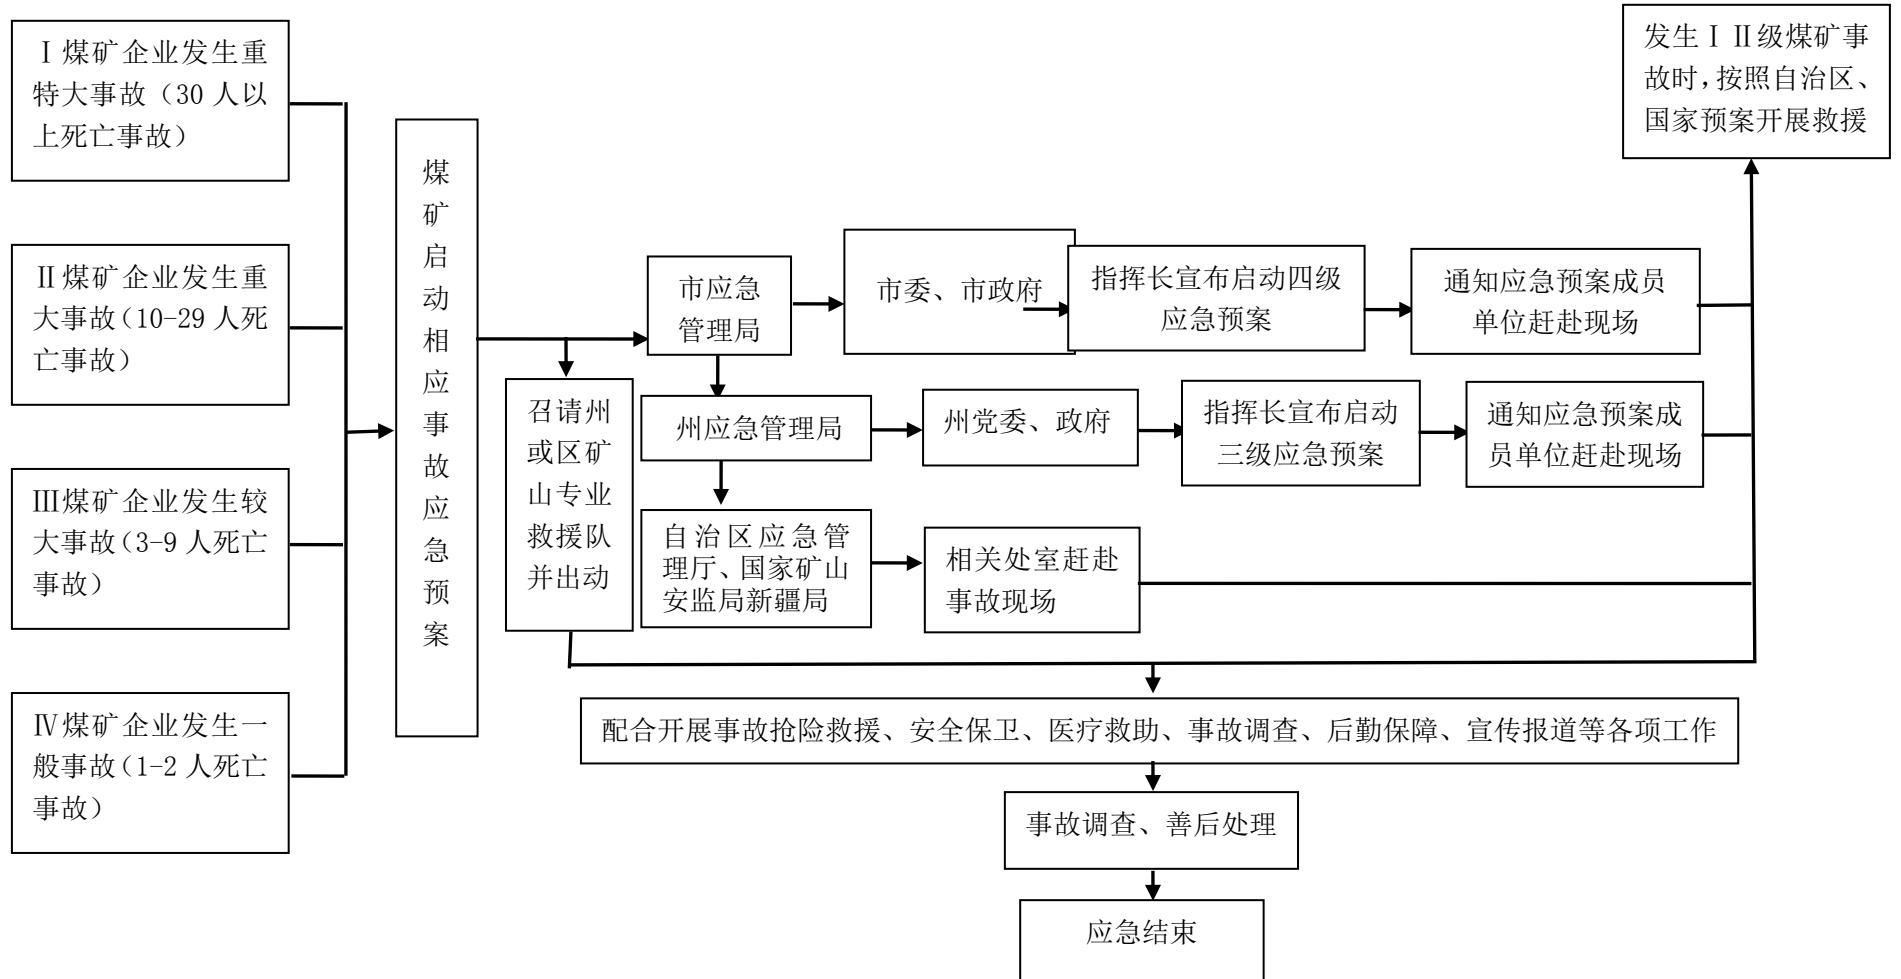 Ⅰ煤矿企业发生重
特大事故（30 人以
上死亡事故）
Ⅱ煤矿企业发生重
大事故（10-29 人死
亡事故）
Ⅲ煤矿企业发生较
大事故（3-9 人死亡
事故）
Ⅳ煤矿企业发生一
般事故（1-2 人死亡
事故）
煤矿启动相应事故应急预案
召请州
或区矿
山专业
救援队
并出动
市应急
管理局
市委、市政府
指挥长宣布启动四级
应急预案
通知应急预案成员
单位赶赴现场
州应急管理局
州党委、政府
指挥长宣布启动
三级应急预案
通知应急预案成
员单位赶赴现场
自治区应急管
理厅、国家矿山
安监局新疆局
相关处室赶赴
事故现场
发生ⅠⅡ级煤矿事
故时，按照自治区、
国家预案开展救援
配合开展事故抢险救援、安全保卫、医疗救助、事故调查、后勤保障、宣传报道等各项工作
事故调查、善后处理
应急结束